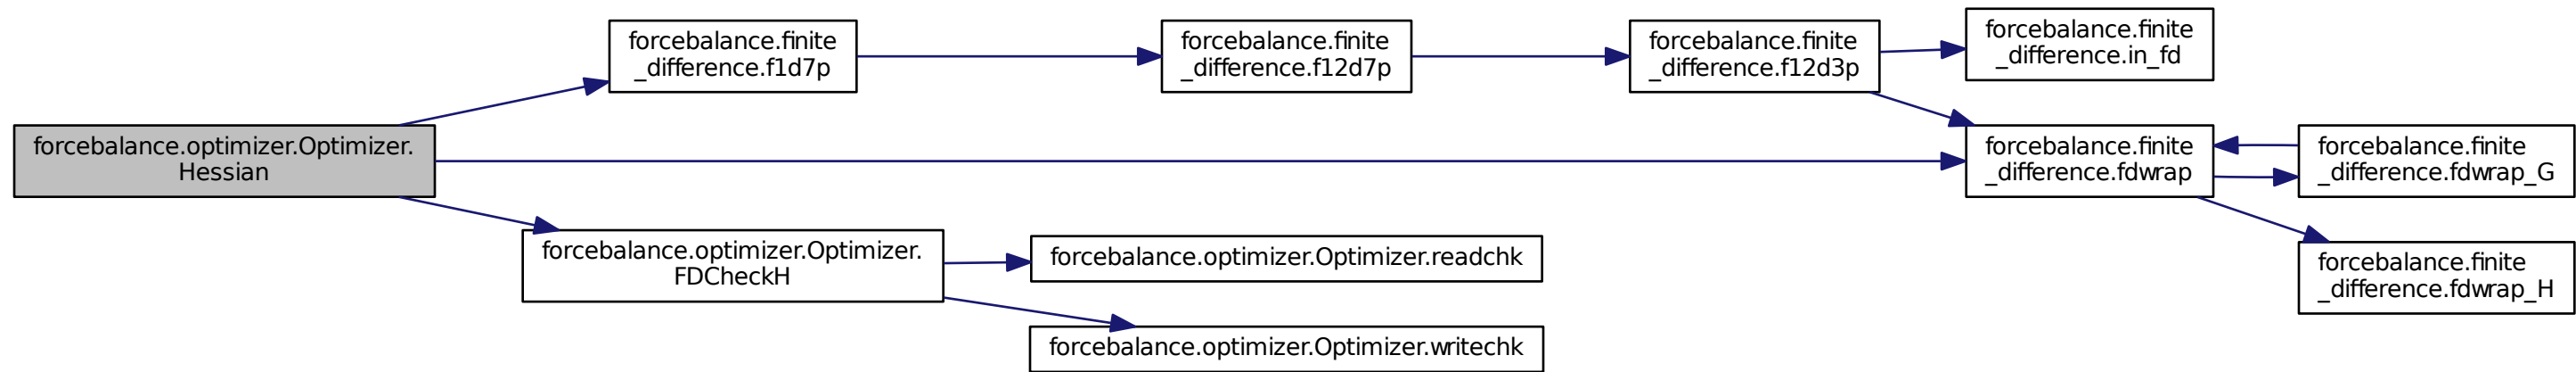 forcebalance.optimizer.Optimizer.
Hessian
forcebalance.finite
_difference.f1d7p
forcebalance.finite
_difference.f12d7p
forcebalance.finite
_difference.f12d3p
forcebalance.finite
_difference.in_fd
forcebalance.finite
_difference.fdwrap
forcebalance.finite
_difference.fdwrap_G
forcebalance.finite
_difference.fdwrap_H
forcebalance.optimizer.Optimizer.
FDCheckH
forcebalance.optimizer.Optimizer.readchk
forcebalance.optimizer.Optimizer.writechk